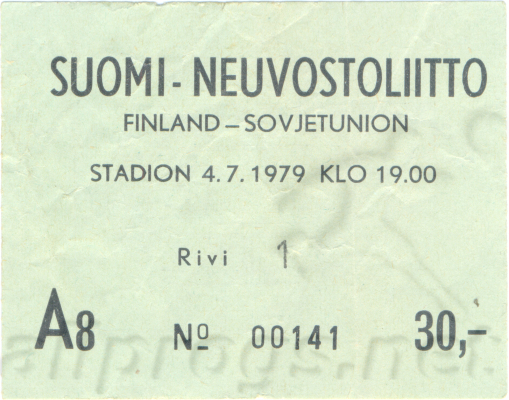 SUOMI - NEUVOSTOLIITTO
FINLAND – SOVJETUNION
STADION 4.7.1979 KLO 19.00
Rivi 1
A8 Nº 00141 30,–